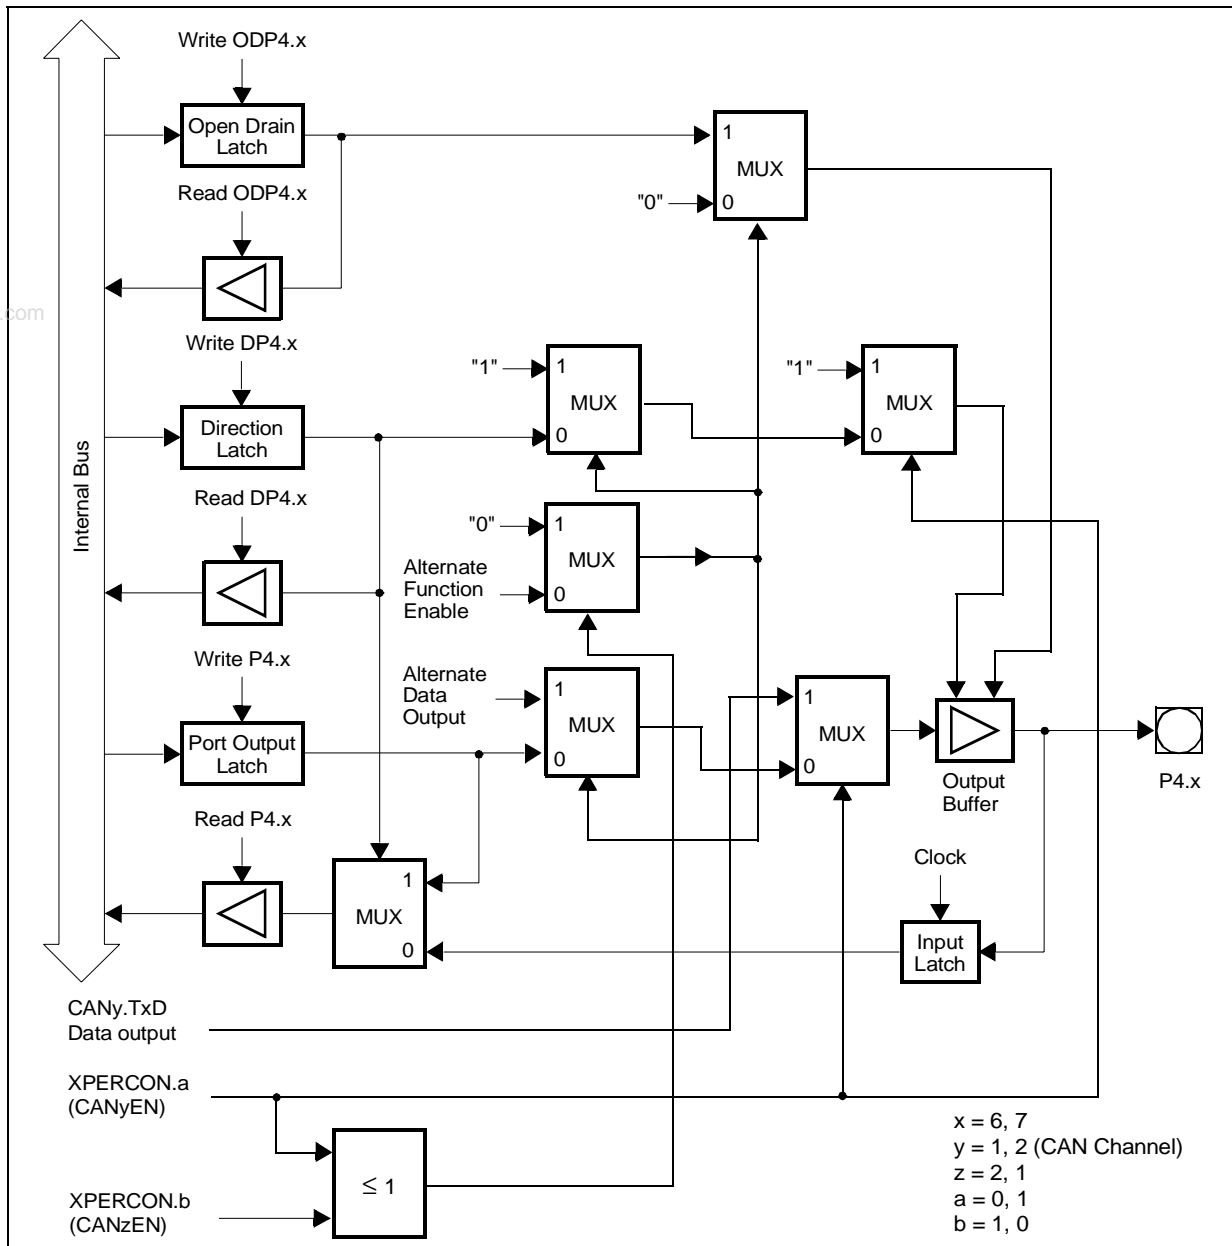 Write ODP4.x
Open Drain
Latch
1
MUX
"0"
0
Read ODP4.x
.com
Write DP4.x
"1"
1
MUX
0
"1"
1
MUX
0
Direction
Latch
Internal Bus
Read DP4.x
"0"
1
MUX
0
Alternate
Function
Enable
Write P4.x
Alternate
Data
Output
1
MUX
0
1
MUX
0
Port Output
Latch
Output
Buffer
P4.x
Read P4.x
1
MUX
0
Clock
Input
Latch
CANy.TxD
Data output
XPERCON.a
(CANyEN)
≤ 1
XPERCON.b
(CANzEN)
x = 6, 7
y = 1, 2 (CAN Channel)
z = 2, 1
a = 0, 1
b = 1, 0